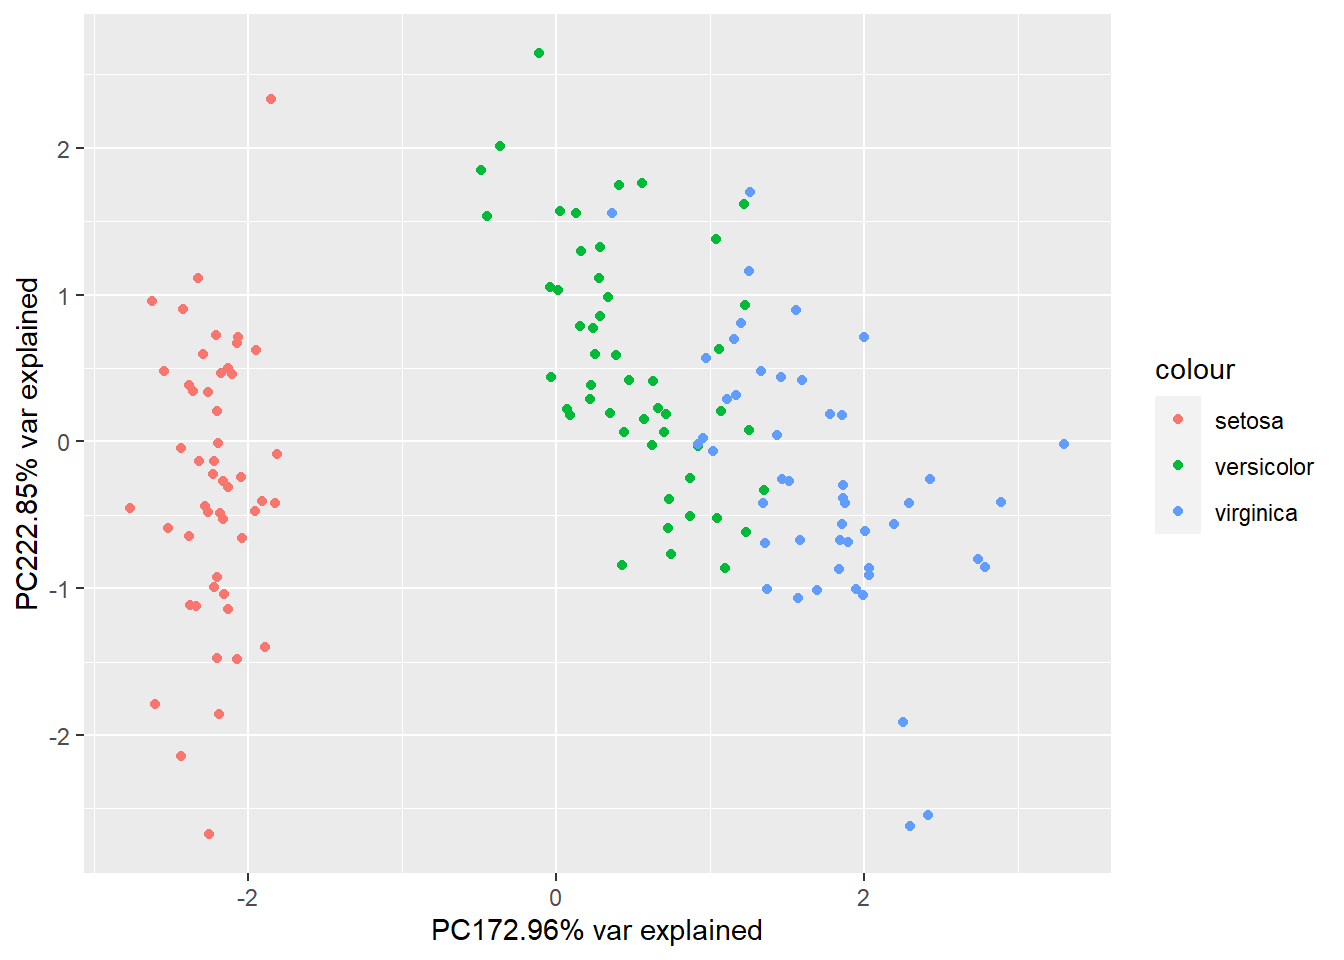 PC222.85% var explained
2
1
0
-1
-2
-2
0
2
PC172.96% var explained
colour
setosa
versicolor
virginica